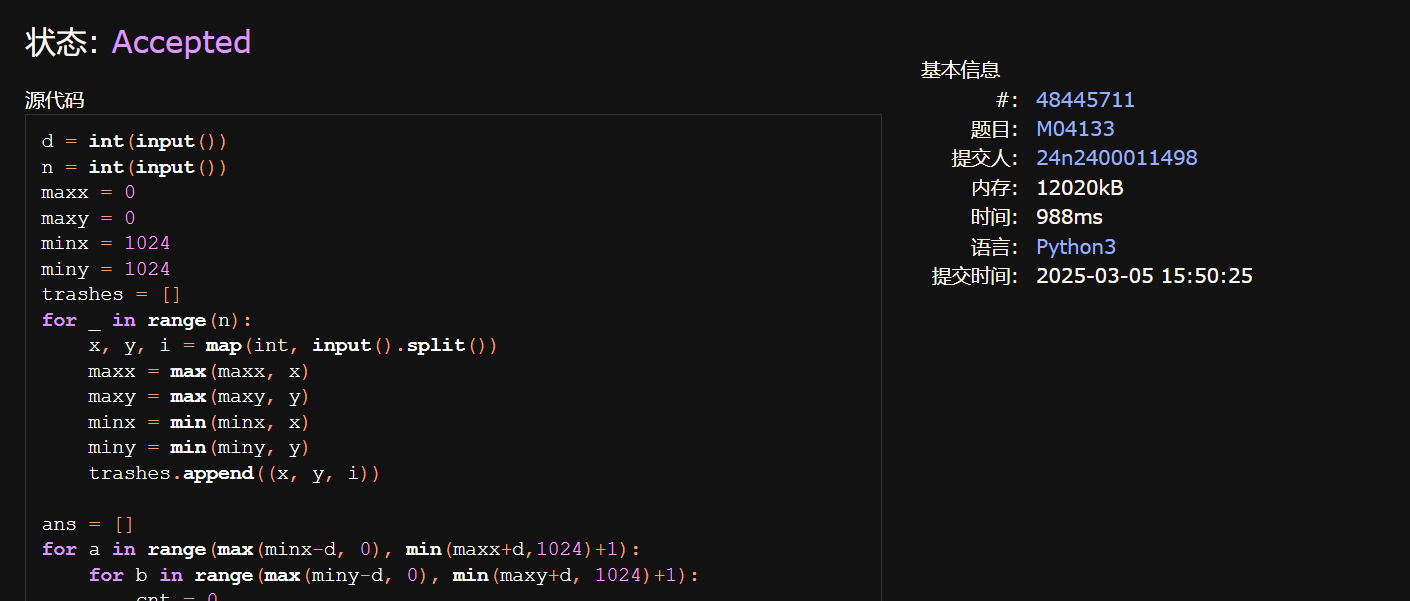 状态: Accepted
源代码
d = int(input())
n = int(input())
maxx = 0
maxy = 0
minx = 1024
miny = 1024
trashes = []
for _ in range(n):
    x, y, i = map(int, input().split())
    maxx = max(maxx, x)
    maxy = max(maxy, y)
    minx = min(minx, x)
    miny = min(miny, y)
    trashes.append((x, y, i))

ans = []
for a in range(max(minx-d, 0), min(maxx+d,1024)+1):
    for b in range(max(miny-d, 0), min(maxy+d, 1024)+1):
        cnt = 0
基本信息
#: 48445711
题目: M04133
提交人: 24n2400011498
内存: 12020kB
时间: 988ms
语言: Python3
提交时间: 2025-03-05 15:50:25